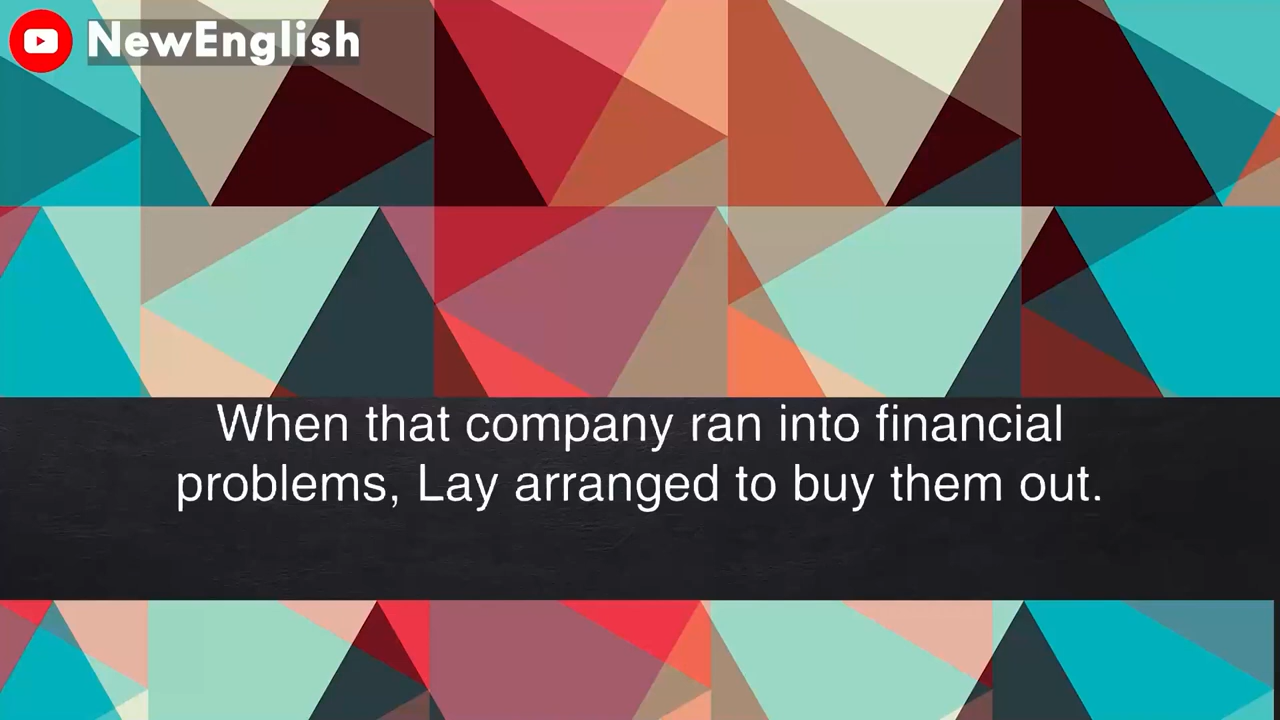 NewEnglish
When that company ran into financial
problems, Lay arranged to buy them out.